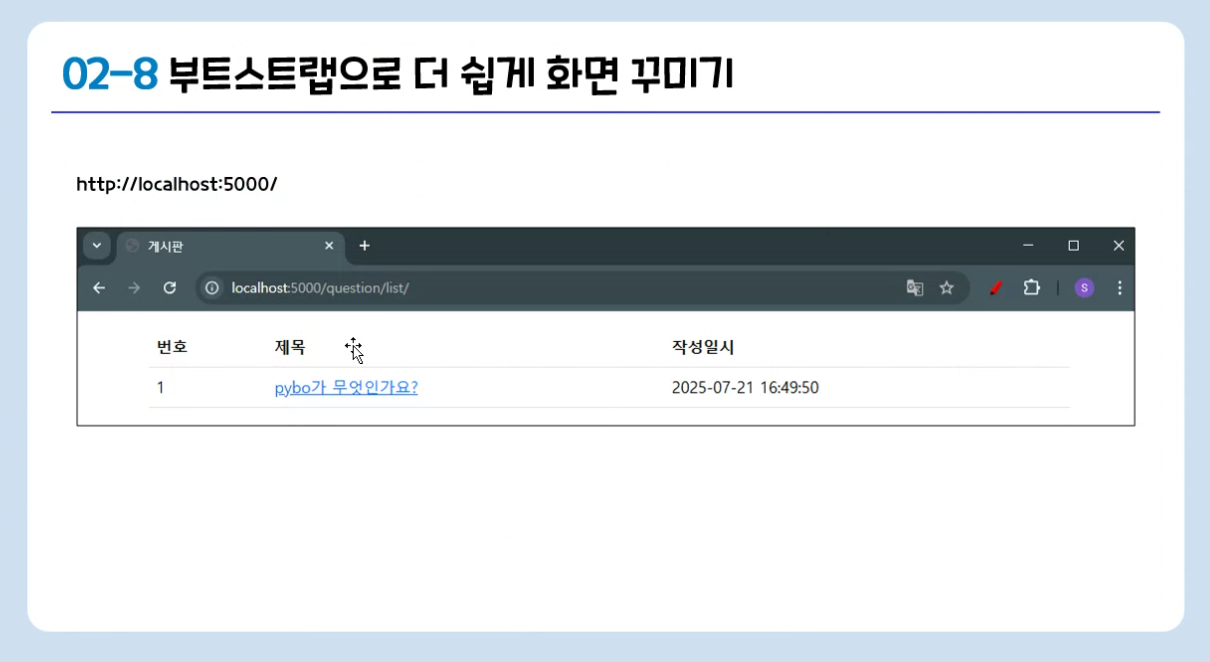 02-8 부트스트랩으로 더 쉽게 화면 꾸미기
http://localhost:5000/
게시판
localhost:5000/question/list/
S
번호 제목 작성일시
1 pybo가 무엇인가요? 2025-07-21 16:49:50